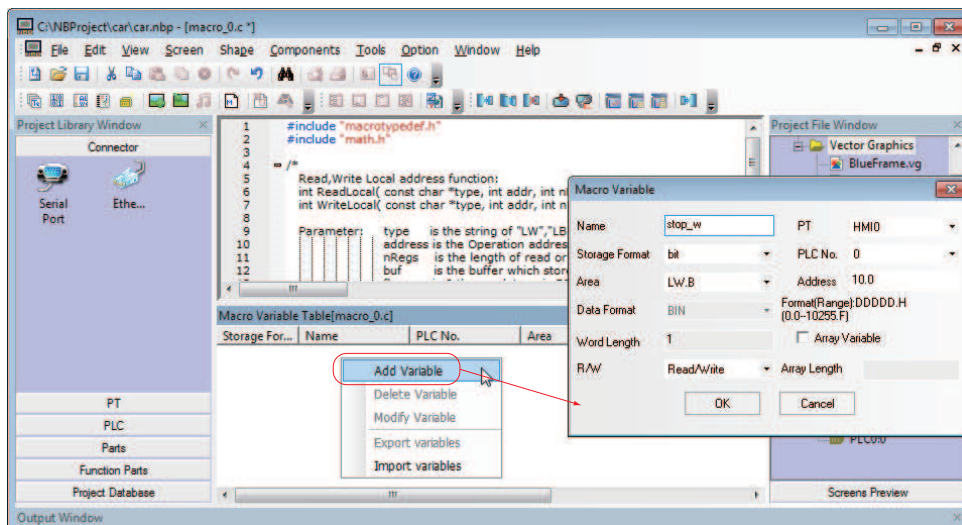 C:\NBProject\car\car.nbp - [macro_0.c *]
File Edit View Screen Shape Components Tools Option Window Help
Project Library Window
Connector
Serial Port
Ethe...
PT
PLC
Parts
Function Parts
Project Database
Output Window
1 #include "macrotypedef.h"
2 #include "math.h"
3
4 /*
5 Read,Write Local address function:
6 int ReadLocal( const char *type, int addr, int n
7 int WriteLocal( const char *type, int addr, int n
8
9 Parameter: type is the string of "LW","LB
10 address is the Operation addres
11 nRegs is the length of read or
12 buf is the buffer which stor
Macro Variable Table[macro_0.c]
Storage For... Name PLC No. Area
Add Variable
Delete Variable
Modify Variable
Export variables
Import variables
Project File Window
Vector Graphics
BlueFrame.vg
Macro Variable
Name stop_w PT HMI0
Storage Format bit PLC No. 0
Area LW.B Address 10.0
Data Format BIN Format(Range):DDDDD.H
(0.0~10255.F)
Word Length 1 Array Variable
R/W Read/Write Array Length
OK Cancel
PLC0:0
Screens Preview